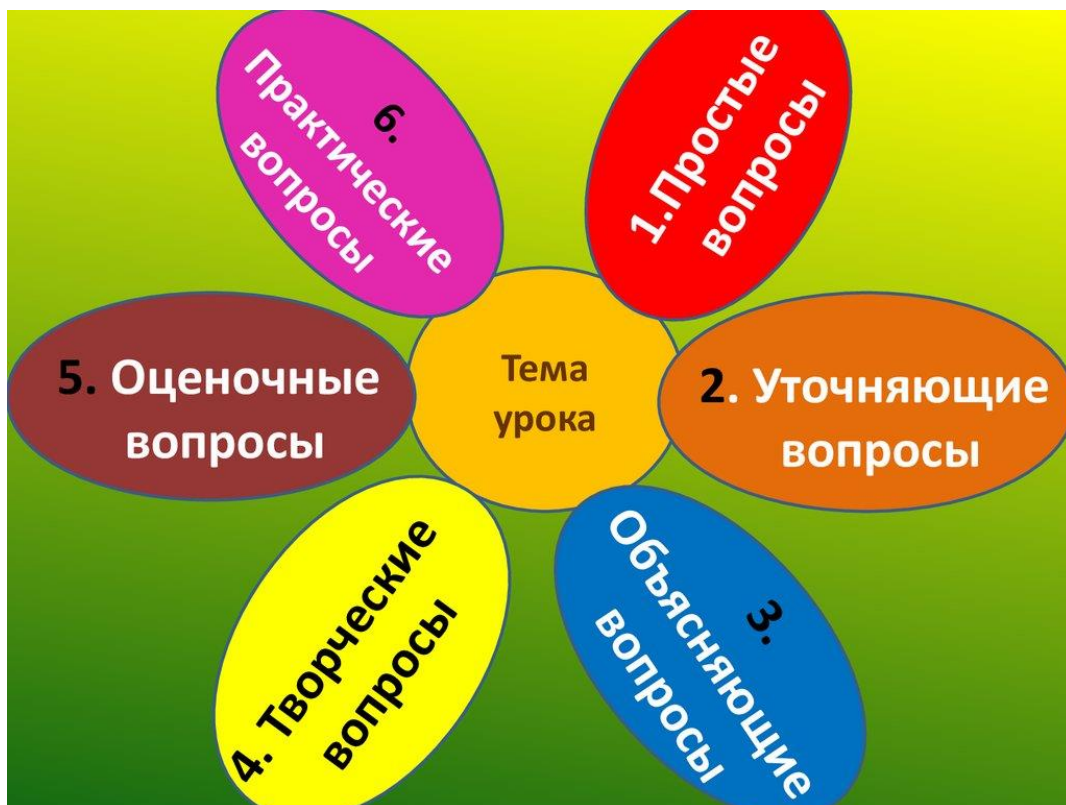 Тема
урока
1.Простые
вопросы
2. Уточняющие
вопросы
3.
Объясняющие
вопросы
4. Творческие
вопросы
5. Оценочные
вопросы
6.
Практические
вопросы